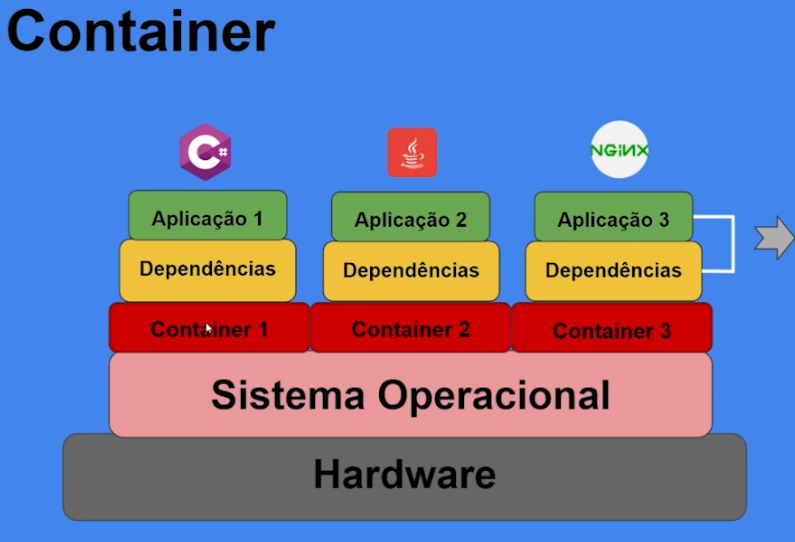 Container
C#
NGiNX
Aplicação 1
Aplicação 2
Aplicação 3
Dependências
Dependências
Dependências
Container 1
Container 2
Container 3
Sistema Operacional
Hardware